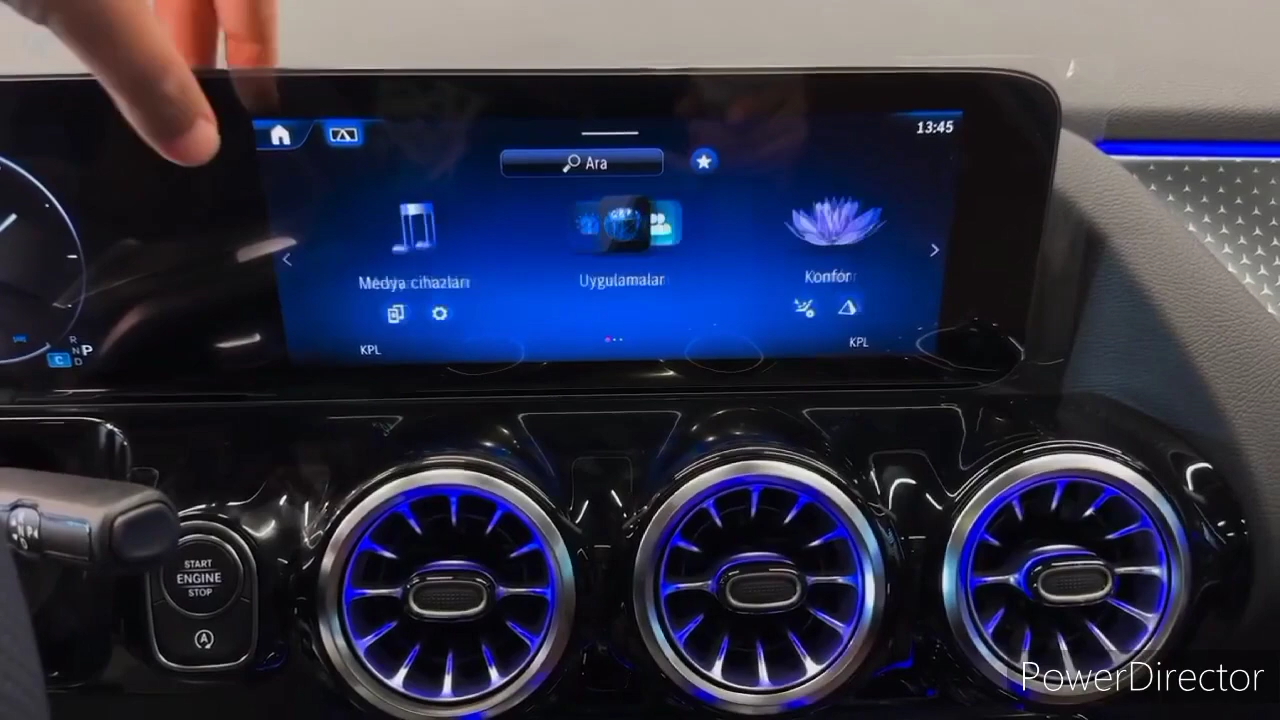 13:45
Ara
Medya cihazları
Uygulamalar
Konfor
KPL
KPL
R
N P
C D
START
ENGINE
STOP
A
PowerDirector